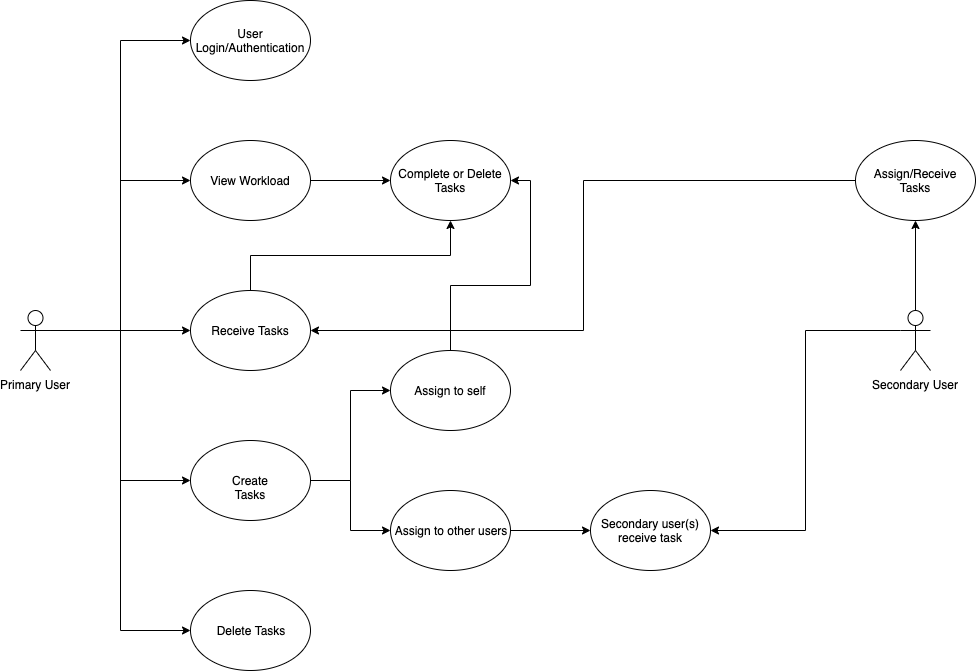 User
Login/Authentication
View Workload
Complete or Delete
Tasks
Assign/Receive
Tasks
Receive Tasks
Primary User
Secondary User
Assign to self
Create
Tasks
Assign to other users
Secondary user(s)
receive task
Delete Tasks